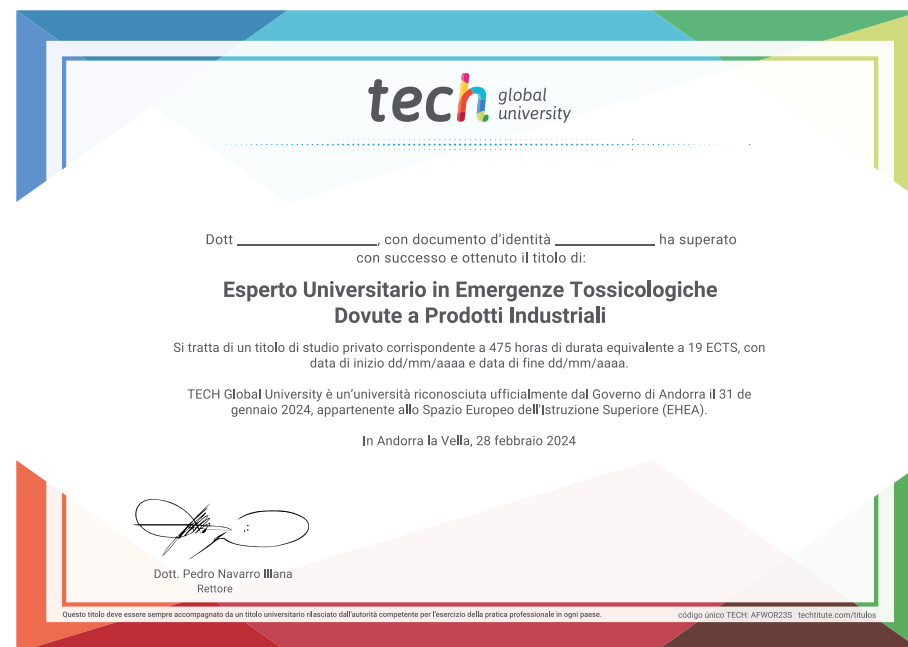 tech global university
Dott ____________, con documento d'identità ____________ ha superato
con successo e ottenuto il titolo di:
Esperto Universitario in Emergenze Tossicologiche
Dovute a Prodotti Industriali
Si tratta di un titolo di studio privato corrispondente a 475 horas di durata equivalente a 19 ECTS, con
data di inizio dd/mm/aaaa e data di fine dd/mm/aaaa.
TECH Global University è un'università riconosciuta ufficialmente dal Governo di Andorra il 31 de
gennaio 2024, appartenente allo Spazio Europeo dell'Istruzione Superiore (EHEA).
In Andorra la Vella, 28 febbraio 2024
Dott. Pedro Navarro Illana
Rettore
Questo titolo deve essere sempre accompagnato da un titolo universitario rilasciato dall'autorità competente per l'esercizio della pratica professionale in ogni paese.
código único TECH: AFWOR23S techtitute.com/titulos